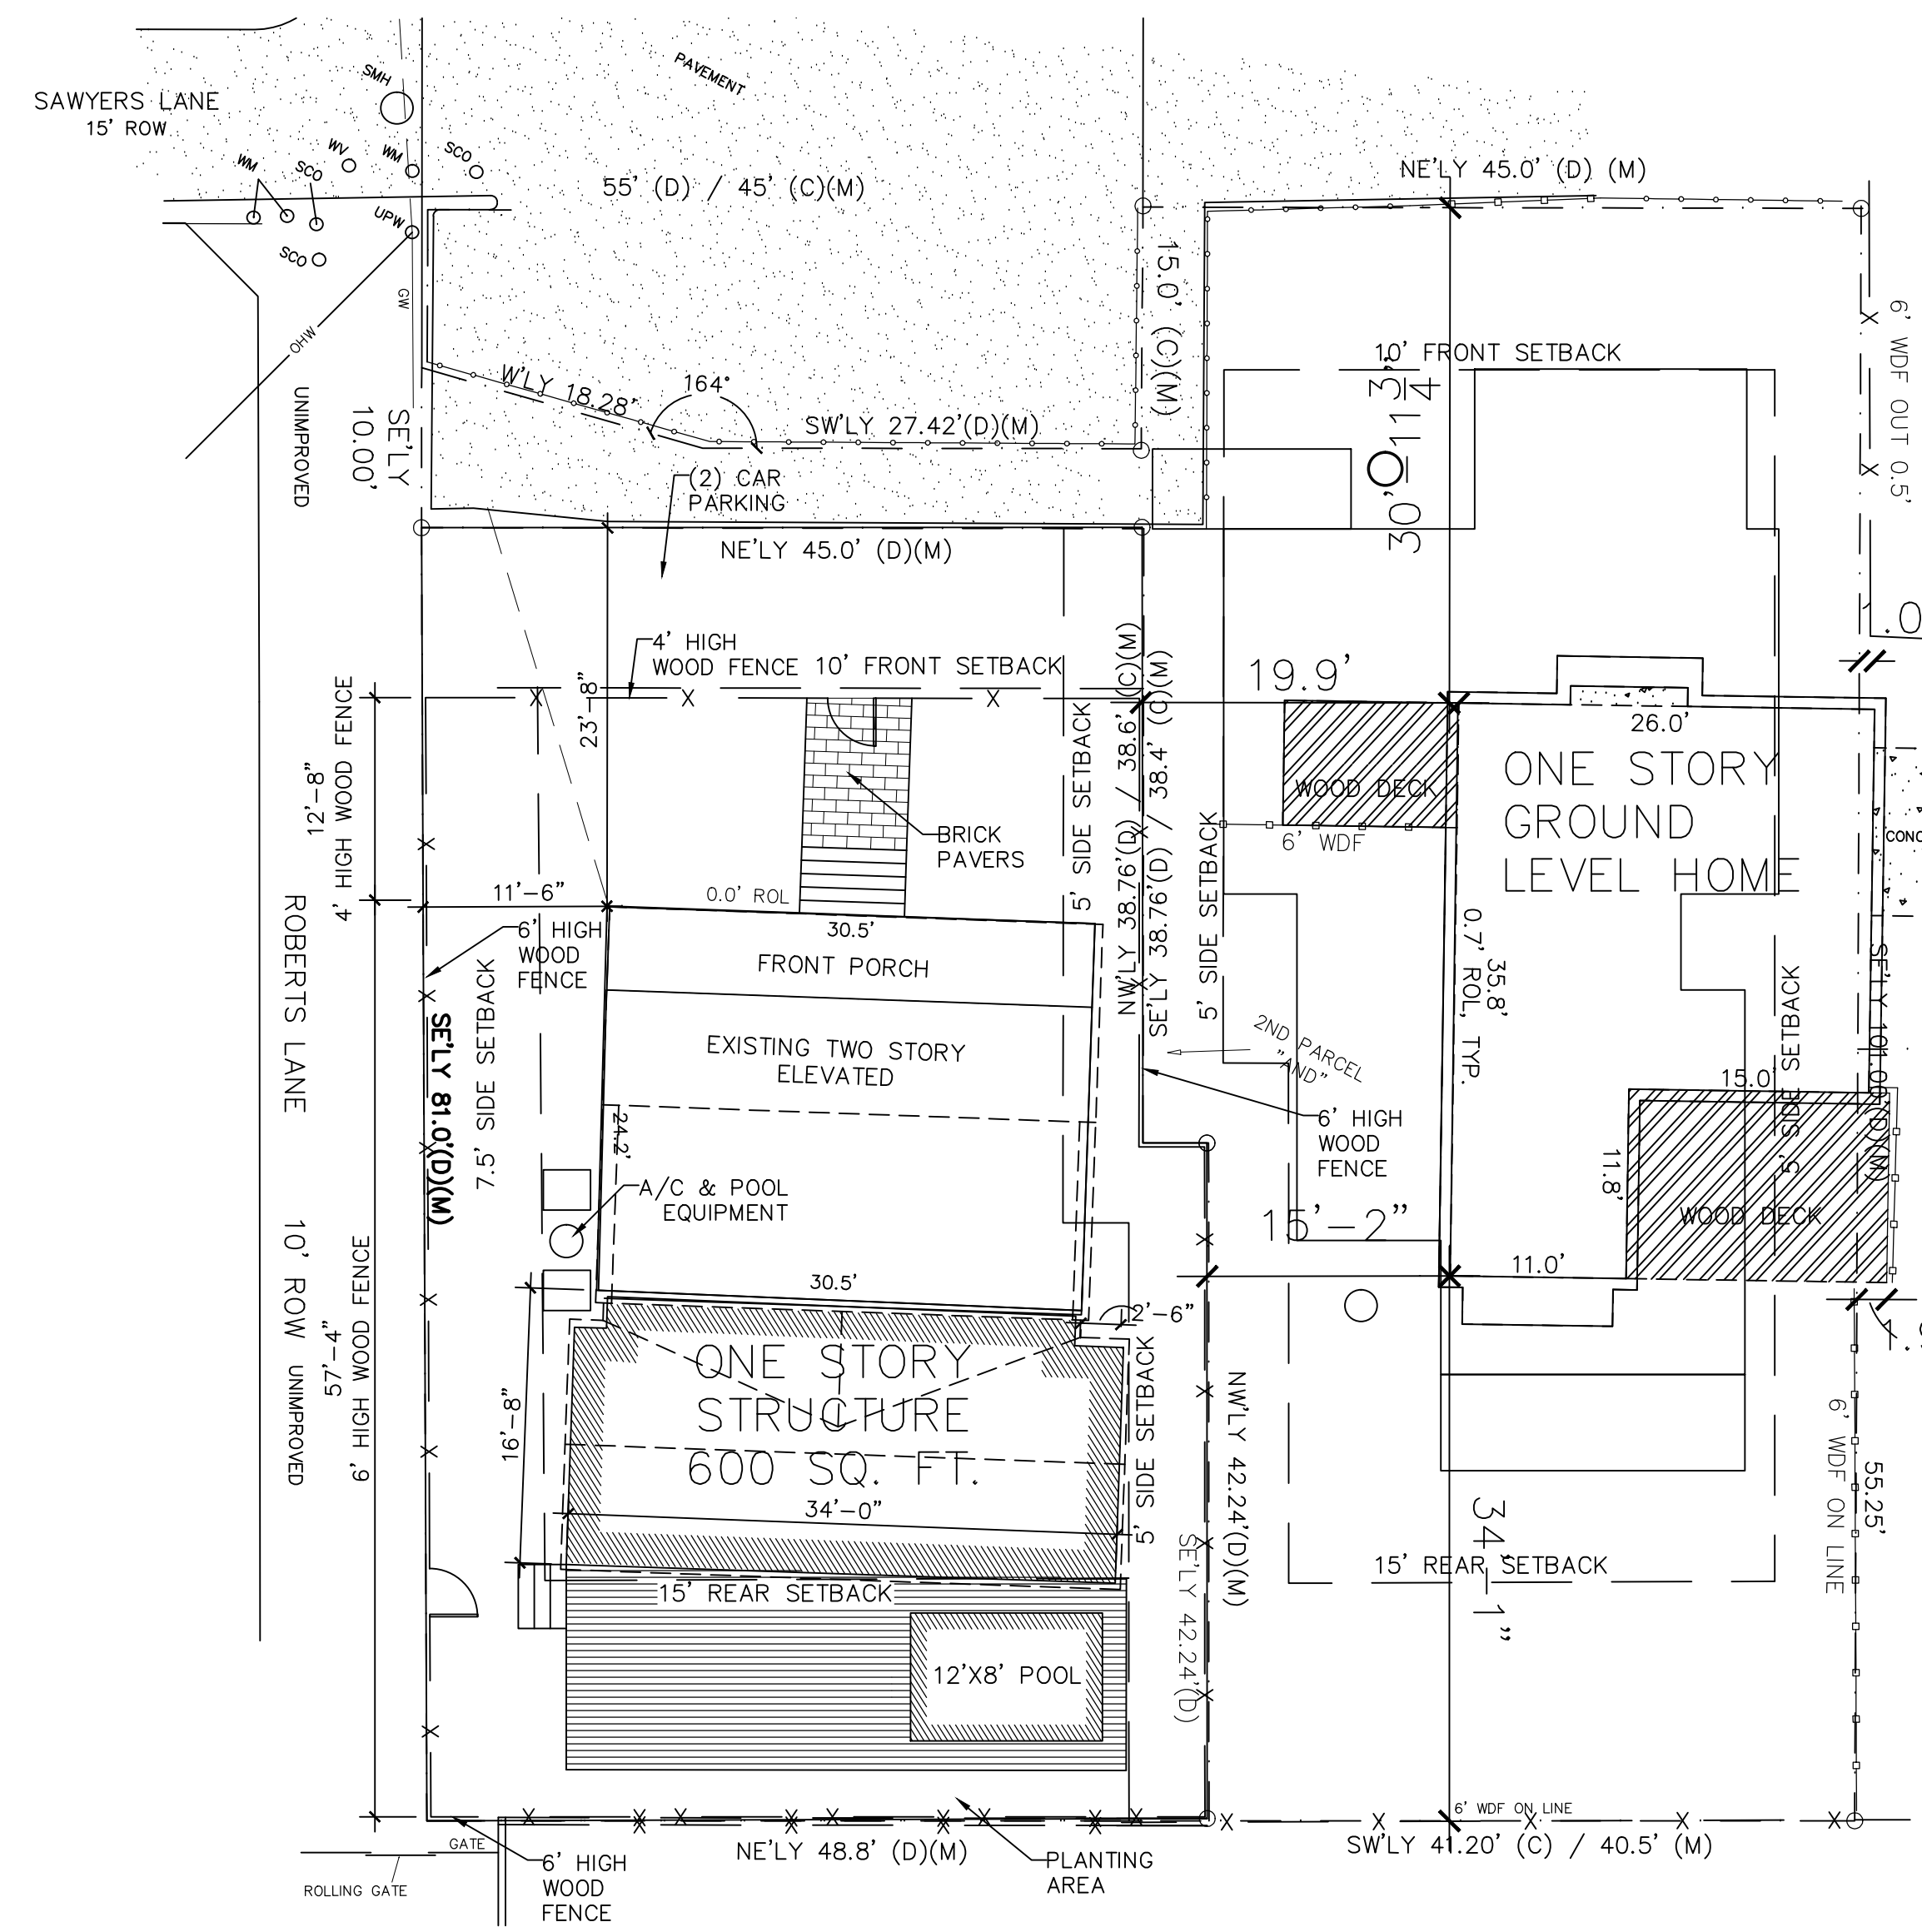 SAWYERS LANE
15' ROW
SMH
PAVEMENT
WM
SCO
WV
WM
SCO
UPW
SCO
GW
OHW
UNIMPROVED
55' (D) / 45' (C)(M)
NE'LY 45.0' (D) (M)
15.0' (C)(M)
W'LY 18.28'
164°
SW'LY 27.42'(D)(M)
SE'LY
10.00'
(2) CAR
PARKING
NE'LY 45.0' (D)(M)
10' FRONT SETBACK
30'-11 3/4"
6' WDF OUT 0.5'
4' HIGH
WOOD FENCE
10' FRONT SETBACK
23'-8"
12'-8"
4' HIGH WOOD FENCE
BRICK
PAVERS
5' SIDE SETBACK
NW'LY 38.76'(D) / 38.6' (C)(M)
SE'LY 38.76'(D) / 38.4' (C)(M)
5' SIDE SETBACK
19.9'
WOOD DECK
6' WDF
26.0'
ONE STORY
GROUND
LEVEL HOME
CONC
11'-6"
0.0' ROL
30.5'
FRONT PORCH
6' HIGH
WOOD
FENCE
EXISTING TWO STORY
ELEVATED
24.2'
7.5' SIDE SETBACK
SE'LY 81.0'(D)(M)
ROBERTS LANE
10' ROW UNIMPROVED
57'-4"
6' HIGH WOOD FENCE
A/C & POOL
EQUIPMENT
30.5'
2'-6"
2ND PARCEL
"AND"
6' HIGH
WOOD
FENCE
35.8'
0.7' ROL, TYP.
15'-2"
11.0'
15.0'
11.8'
WOOD DECK
5' SIDE SETBACK
SE'LY 101.00'(D)(M)
ONE STORY
STRUCTURE
600 SQ. FT.
16'-8"
34'-0"
5' SIDE SETBACK
NW'LY 42.24'(D)(M)
SE'LY 42.24'(D)
15' REAR SETBACK
12'X8' POOL
34'-1"
15' REAR SETBACK
6' WDF ON LINE
55.25'
6' WDF ON LINE
SW'LY 41.20' (C) / 40.5' (M)
NE'LY 48.8' (D)(M)
PLANTING
AREA
GATE
ROLLING GATE
6' HIGH
WOOD
FENCE